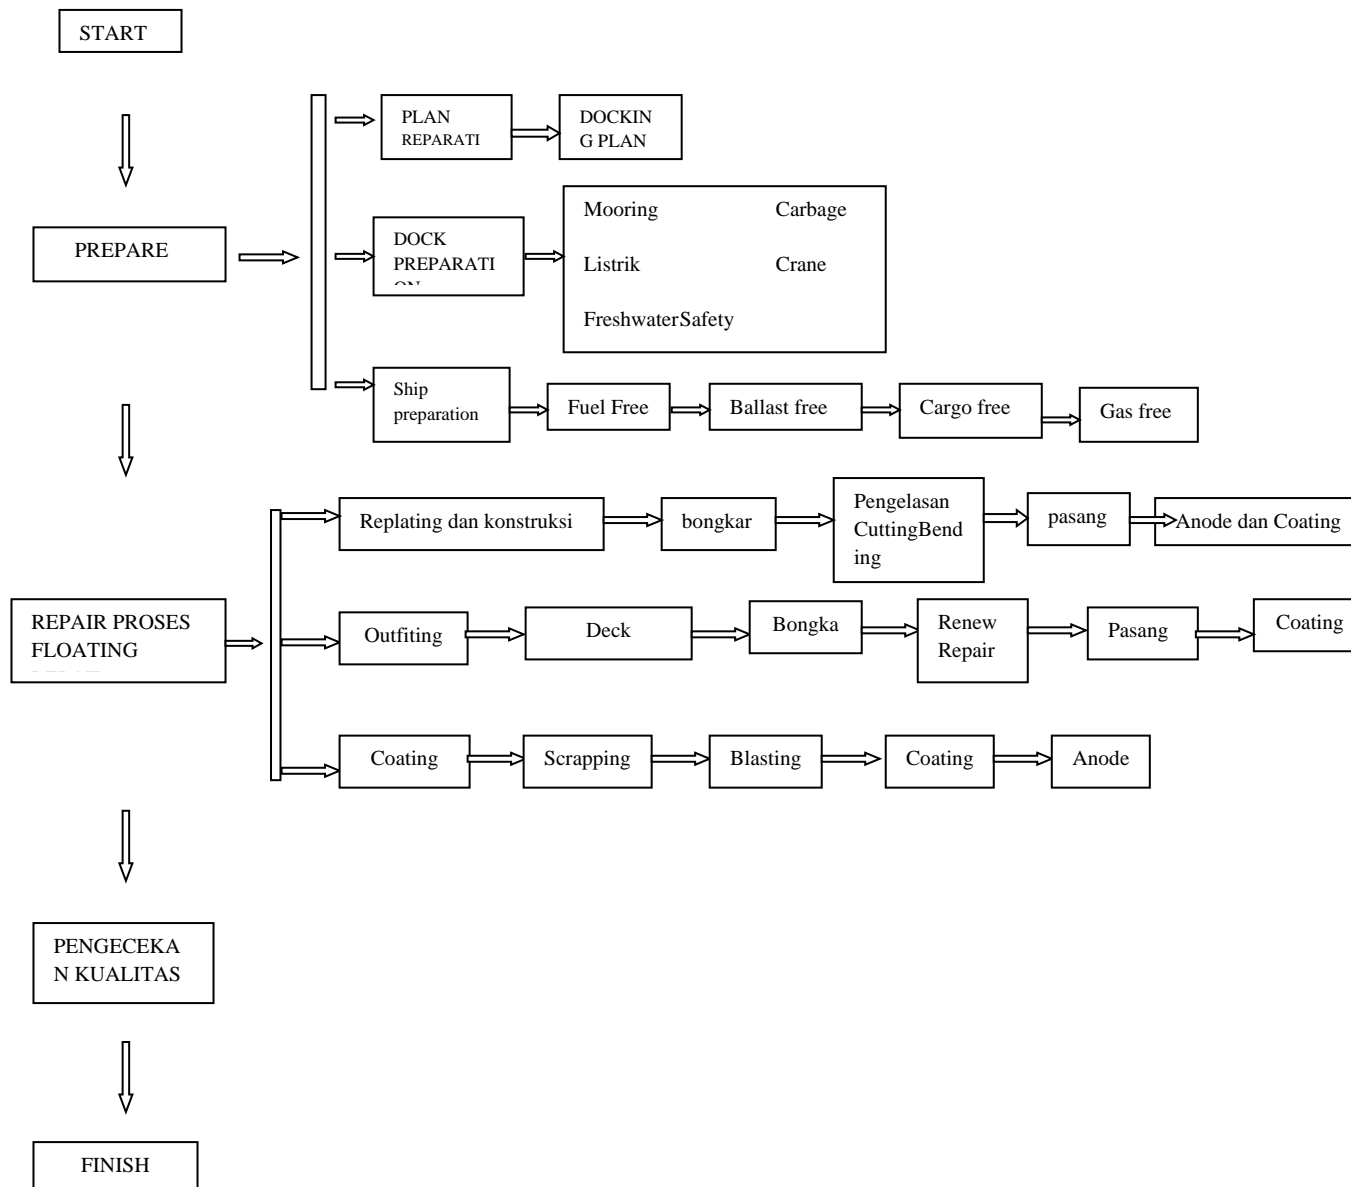 START
PLAN
REPARATI
DOCKIN
G PLAN
PREPARE
DOCK
PREPARATI
ON
Mooring Carbage
Listrik Crane
FreshwaterSafety
Ship
preparation
Fuel Free
Ballast free
Cargo free
Gas free
Replating dan konstruksi
bongkar
Pengelasan
CuttingBend
ing
pasang
Anode dan Coating
REPAIR PROSES
FLOATING
Outfiting
Deck
Bongka
Renew
Repair
Pasang
Coating
Coating
Scrapping
Blasting
Coating
Anode
PENGECEKA
N KUALITAS
FINISH